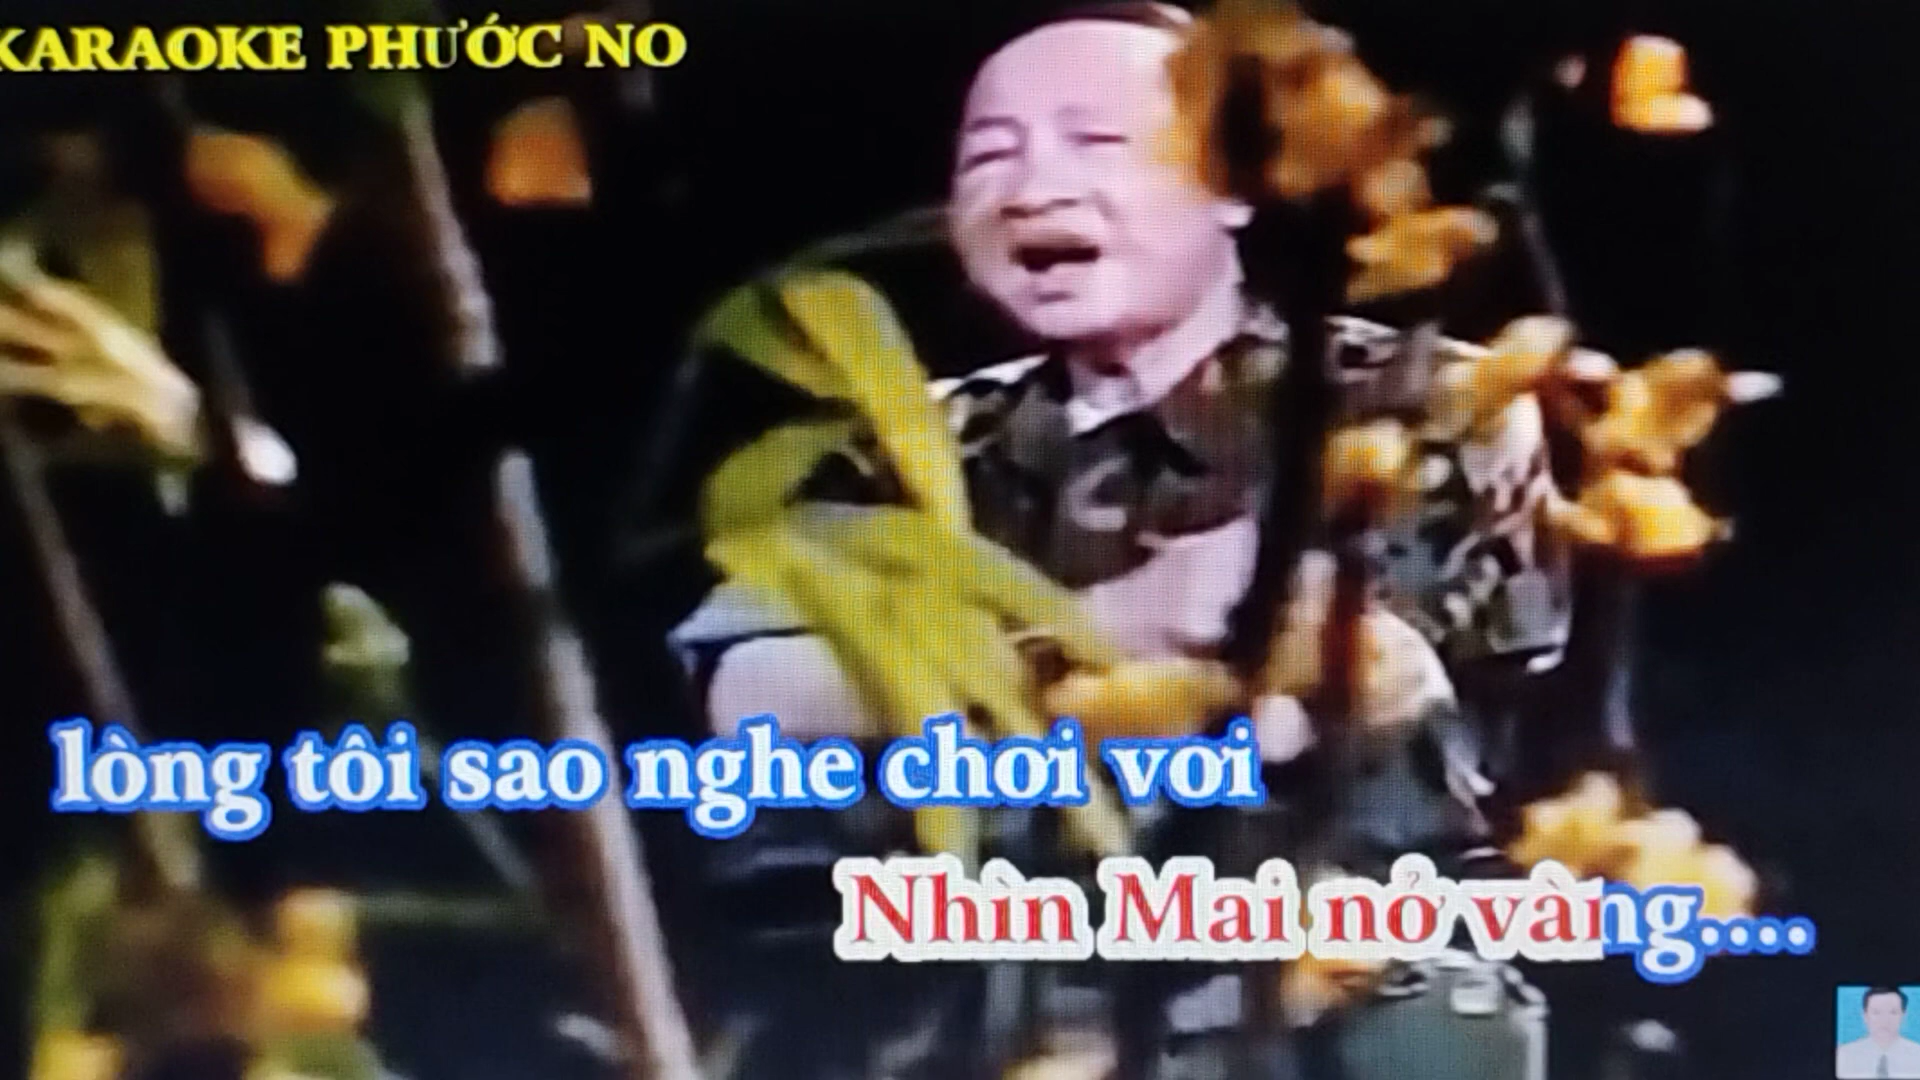 KARAOKE PHƯỚC NO
lòng tôi sao nghe chơi vơi
Nhìn Mai nở vàng....